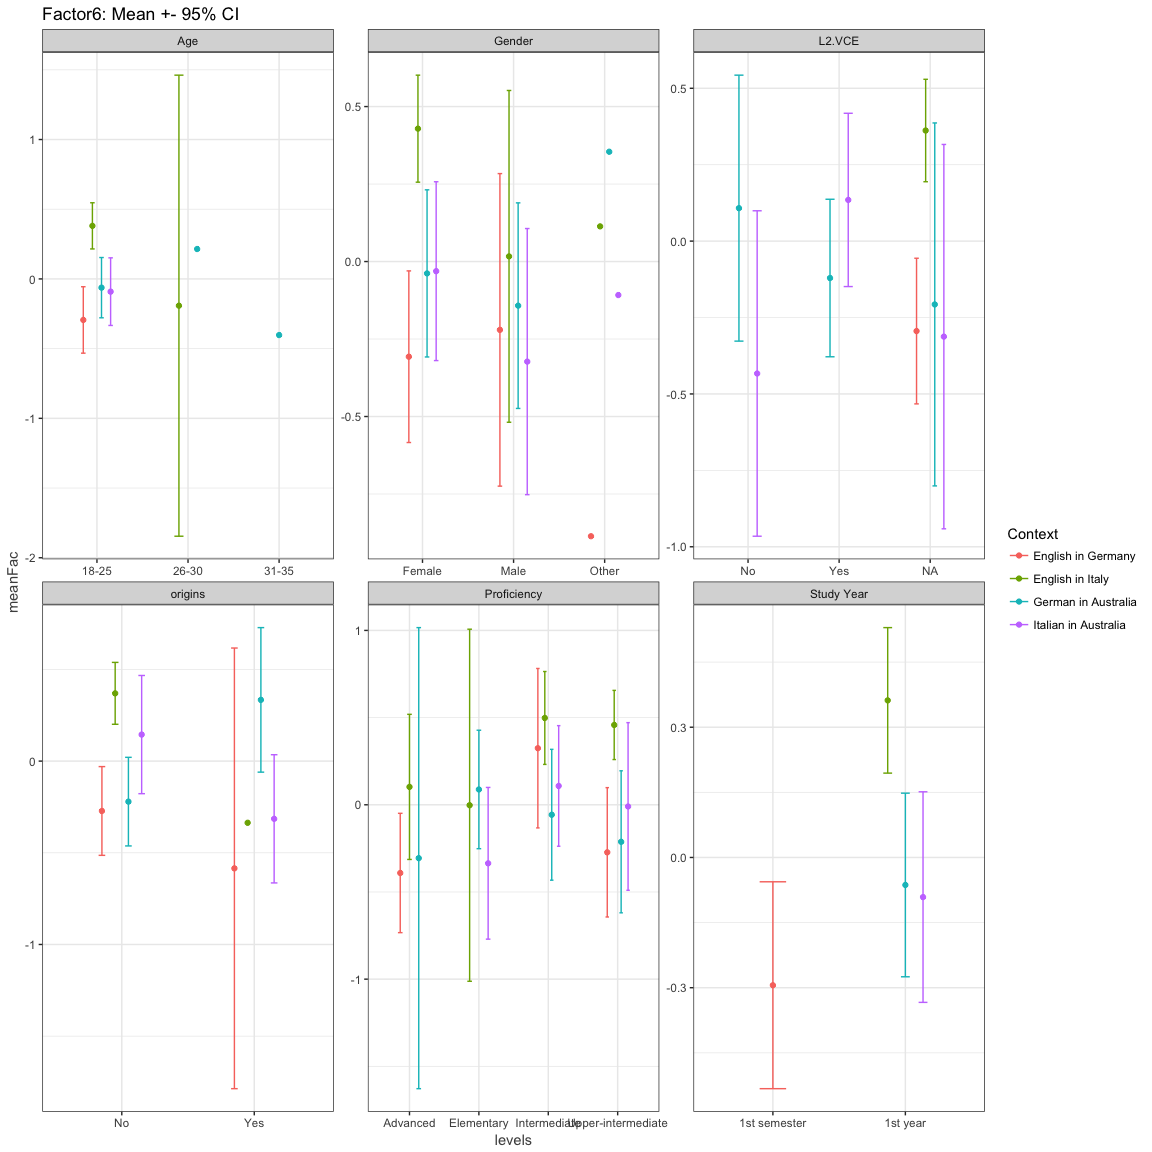 Factor6: Mean +- 95% CI
Age
Gender
L2.VCE
1
0
-1
-2
0.5
0.0
-0.5
0.5
0.0
-0.5
-1.0
18-25 26-30 31-35
Female Male Other
No Yes NA
meanFac
origins
Proficiency
Study Year
0
-1
1
0
-1
0.3
0.0
-0.3
No Yes
Advanced Elementary Intermediate Upper-intermediate
1st semester 1st year
levels
Context
English in Germany
English in Italy
German in Australia
Italian in Australia